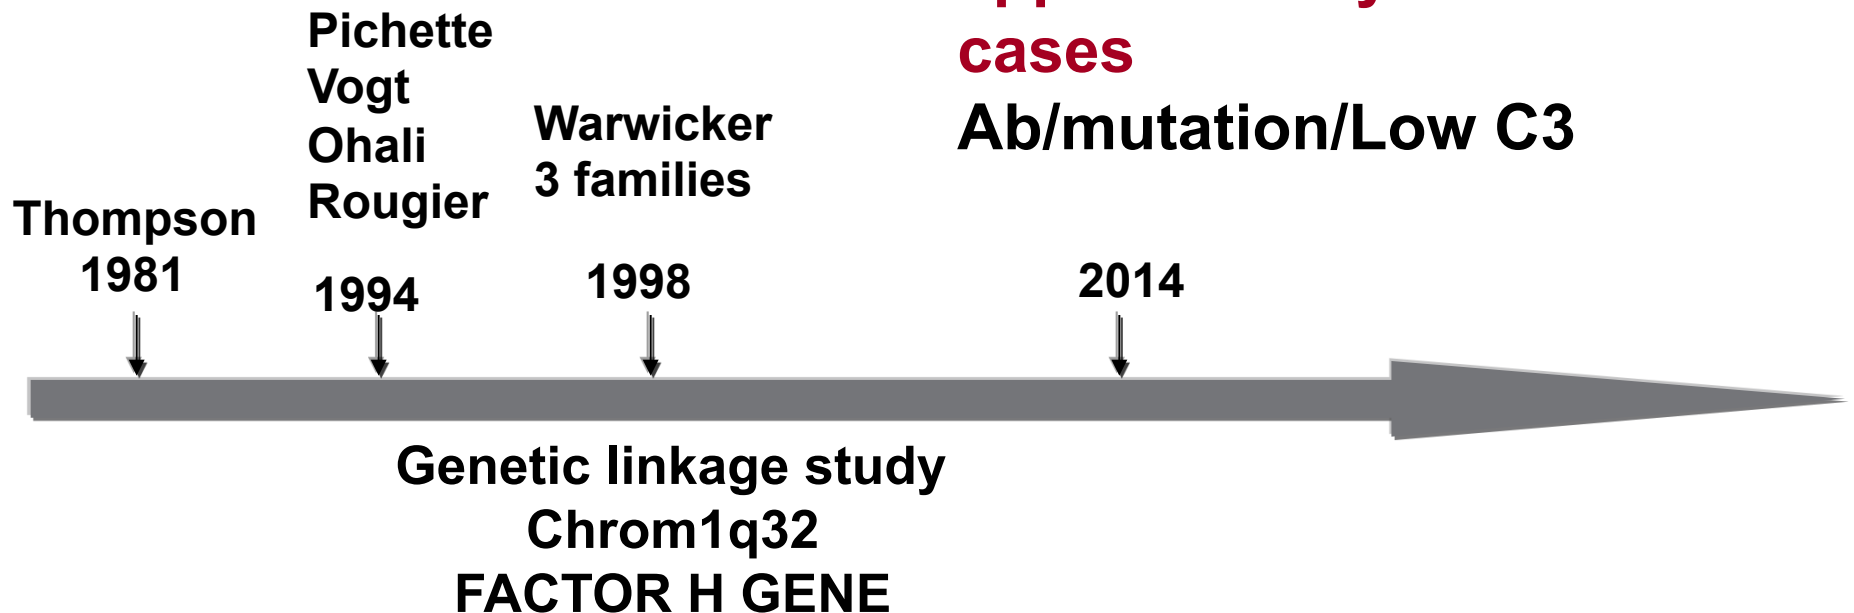 Thompson
1981
Pichette
Vogt
Ohali
Rougier
1994
Warwicker
3 families
1998
cases
Ab/mutation/Low C3
2014
Genetic linkage study
Chrom1q32
FACTOR H GENE